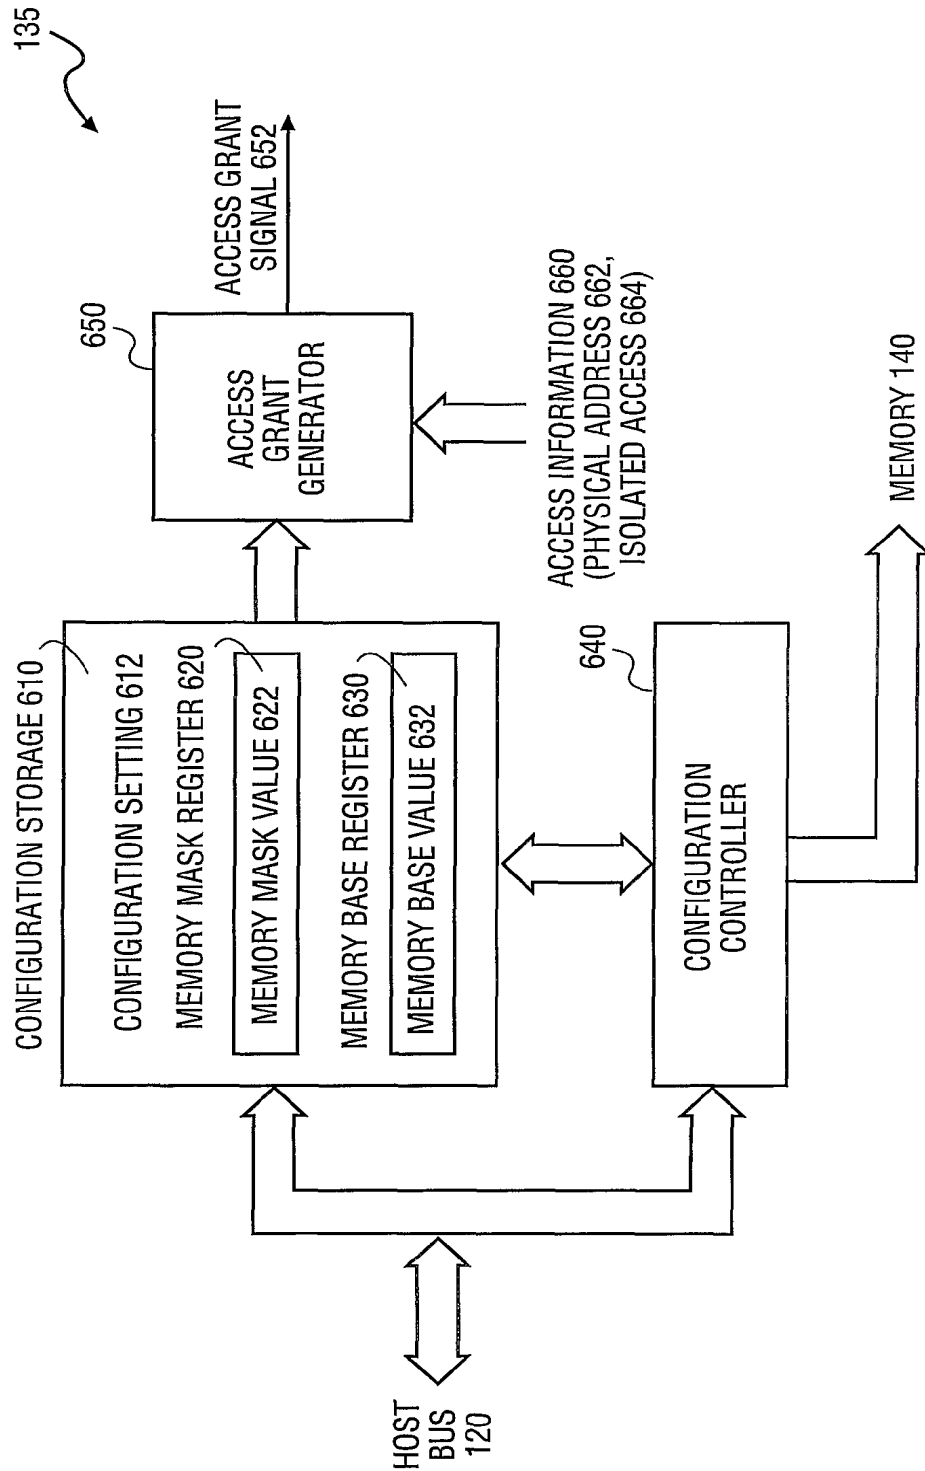 135
CONFIGURATION STORAGE 610
CONFIGURATION SETTING 612
MEMORY MASK REGISTER 620
MEMORY MASK VALUE 622
MEMORY BASE REGISTER 630
MEMORY BASE VALUE 632
650
ACCESS
GRANT
GENERATOR
ACCESS GRANT
SIGNAL 652
ACCESS INFORMATION 660
(PHYSICAL ADDRESS 662,
ISOLATED ACCESS 664)
HOST
BUS
120
640
CONFIGURATION
CONTROLLER
MEMORY 140